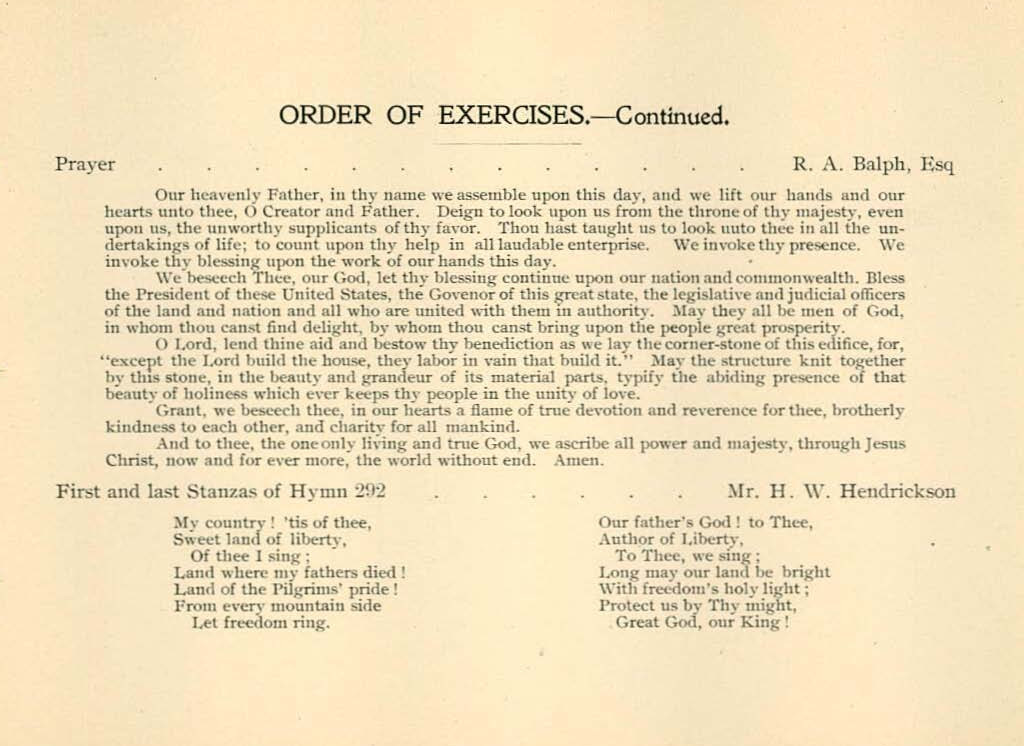 ORDER OF EXERCISES.—Continued.
Prayer . . . . . . . . . . . . . R. A. Balph, Esq
Our heavenly Father, in thy name we assemble upon this day, and we lift our hands and our
hearts unto thee, O Creator and Father. Deign to look upon us from the throne of thy majesty, even
upon us, the unworthy supplicants of thy favor. Thou hast taught us to look uuto thee in all the un-
dertakings of life; to count upon thy help in all laudable enterprise. We invoke thy presence. We
invoke thy blessing upon the work of our hands this day.
We beseech Thee, our God, let thy blessing continue upon our nation and commonwealth. Bless
the President of these United States, the Govenor of this great state, the legislative and judicial officers
of the land and nation and all who are united with them in authority. May they all be men of God,
in whom thou canst find delight, by whom thou canst bring upon the people great prosperity.
O Lord, lend thine aid and bestow thy benediction as we lay the corner-stone of this edifice, for,
"except the Lord build the house, they labor in vain that build it." May the structure knit together
by this stone, in the beauty and grandeur of its material parts, typify the abiding presence of that
beauty of holiness which ever keeps thy people in the unity of love.
Grant, we beseech thee, in our hearts a flame of true devotion and reverence for thee, brotherly
kindness to each other, and charity for all mankind.
And to thee, the one only living and true God, we ascribe all power and majesty, through Jesus
Christ, now and for ever more, the world without end. Amen.
First and last Stanzas of Hymn 292 . . . . . . Mr. H. W. Hendrickson
My country! 'tis of thee,
Sweet land of liberty,
Of thee I sing;
Land where my fathers died!
Land of the Pilgrims' pride!
From every mountain side
Let freedom ring.
Our father's God! to Thee,
Author of Liberty,
To Thee, we sing;
Long may our land be bright
With freedom's holy light;
Protect us by Thy might,
Great God, our King!